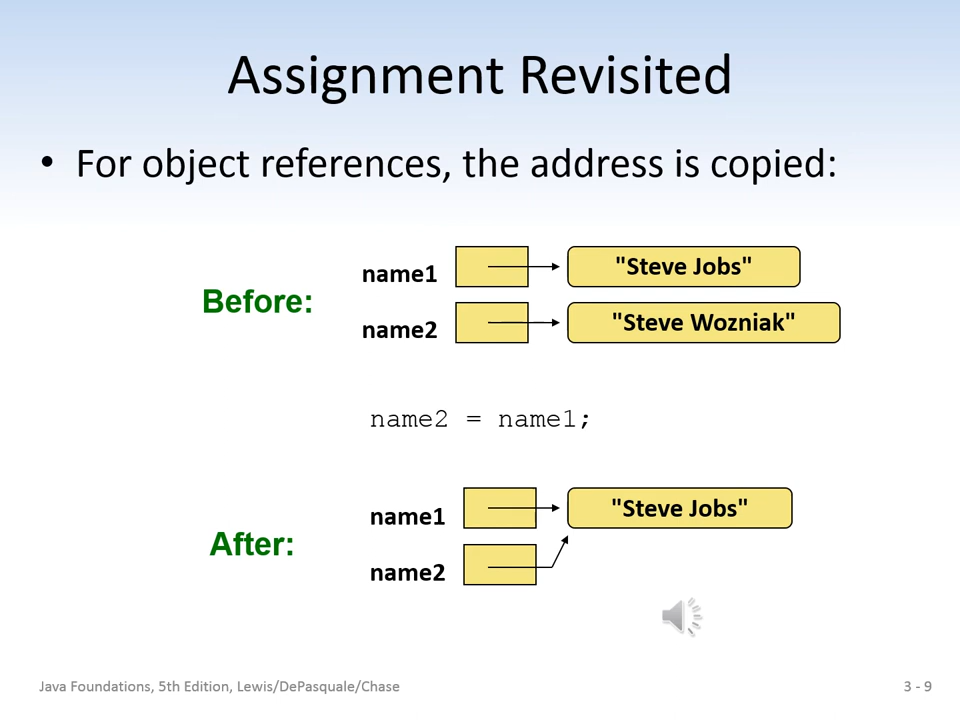 Assignment Revisited
• For object references, the address is copied:
Before:
name1
"Steve Jobs"
name2
"Steve Wozniak"
name2 = name1;
After:
name1
"Steve Jobs"
name2
Java Foundations, 5th Edition, Lewis/DePasquale/Chase
3 - 9